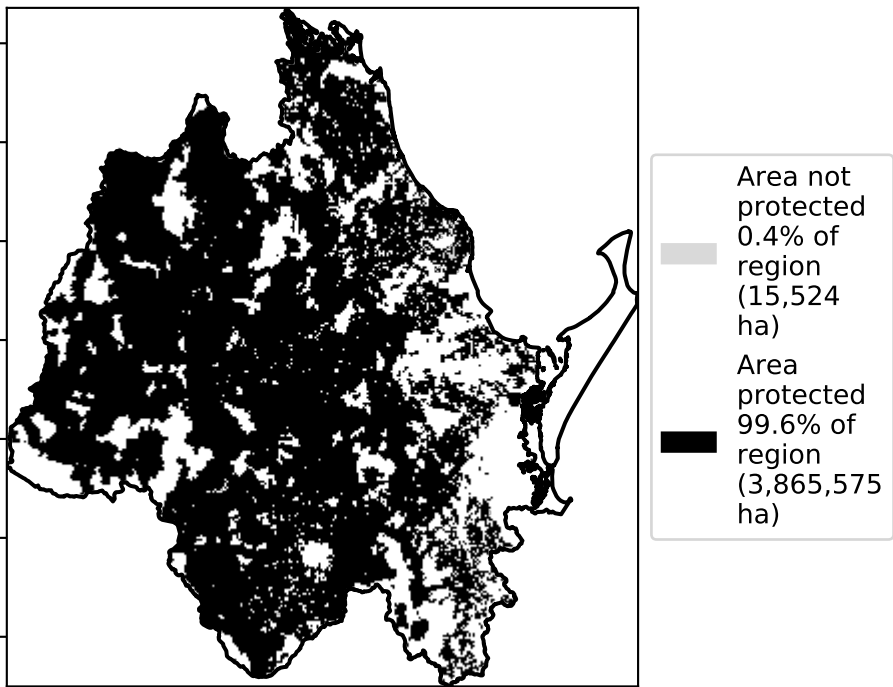 Area not
protected
0.4% of
region
(15,524
ha)
Area
protected
99.6% of
region
(3,865,575
ha)